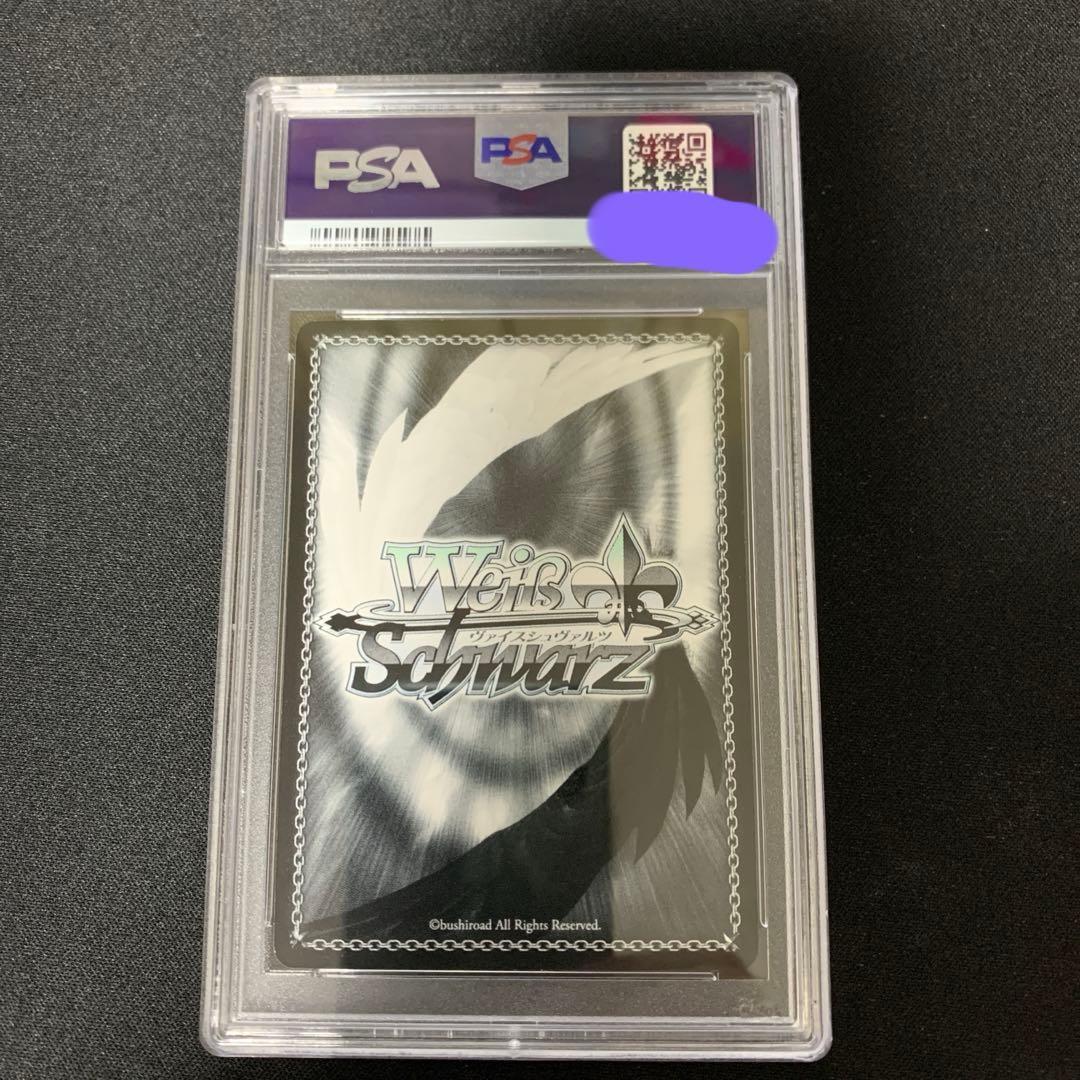 PSA
PSA
Weiß
ヴァイスシュヴァルツ
Schwarz
©bushiroad All Rights Reserved.